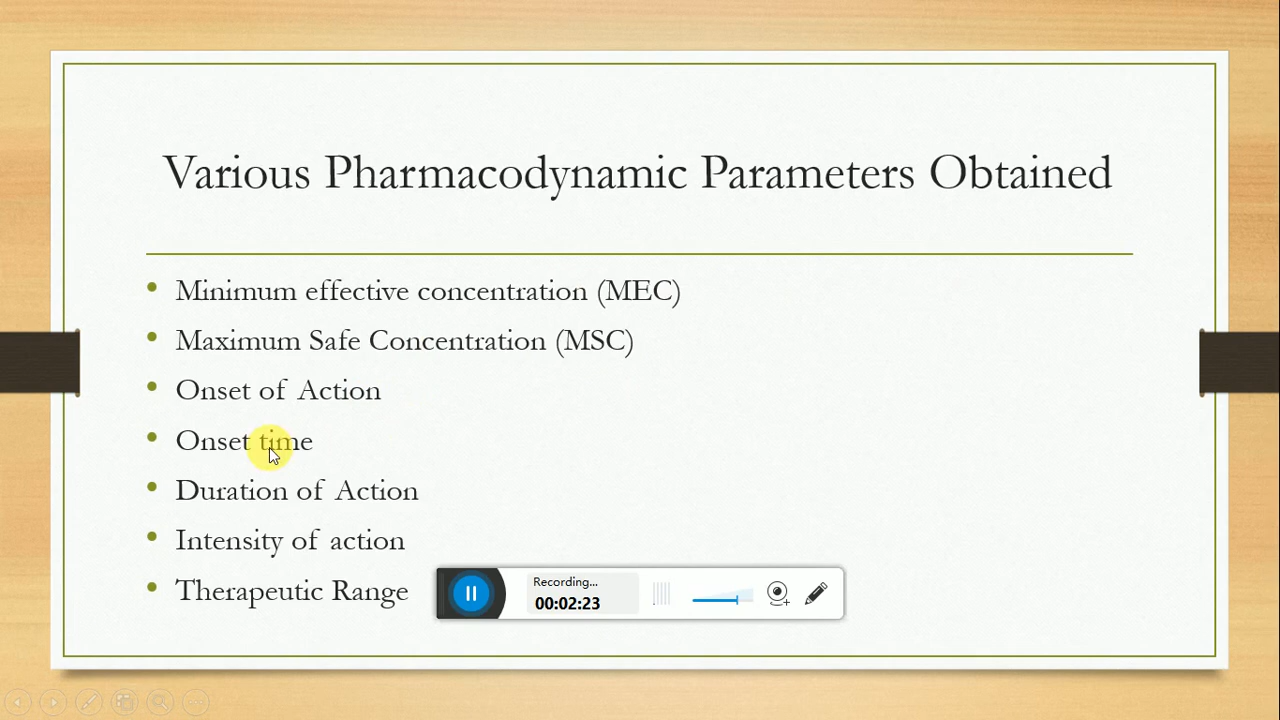 Various Pharmacodynamic Parameters Obtained
• Minimum effective concentration (MEC)
• Maximum Safe Concentration (MSC)
• Onset of Action
• Onset time
• Duration of Action
• Intensity of action
• Therapeutic Range
Recording...
00:02:23